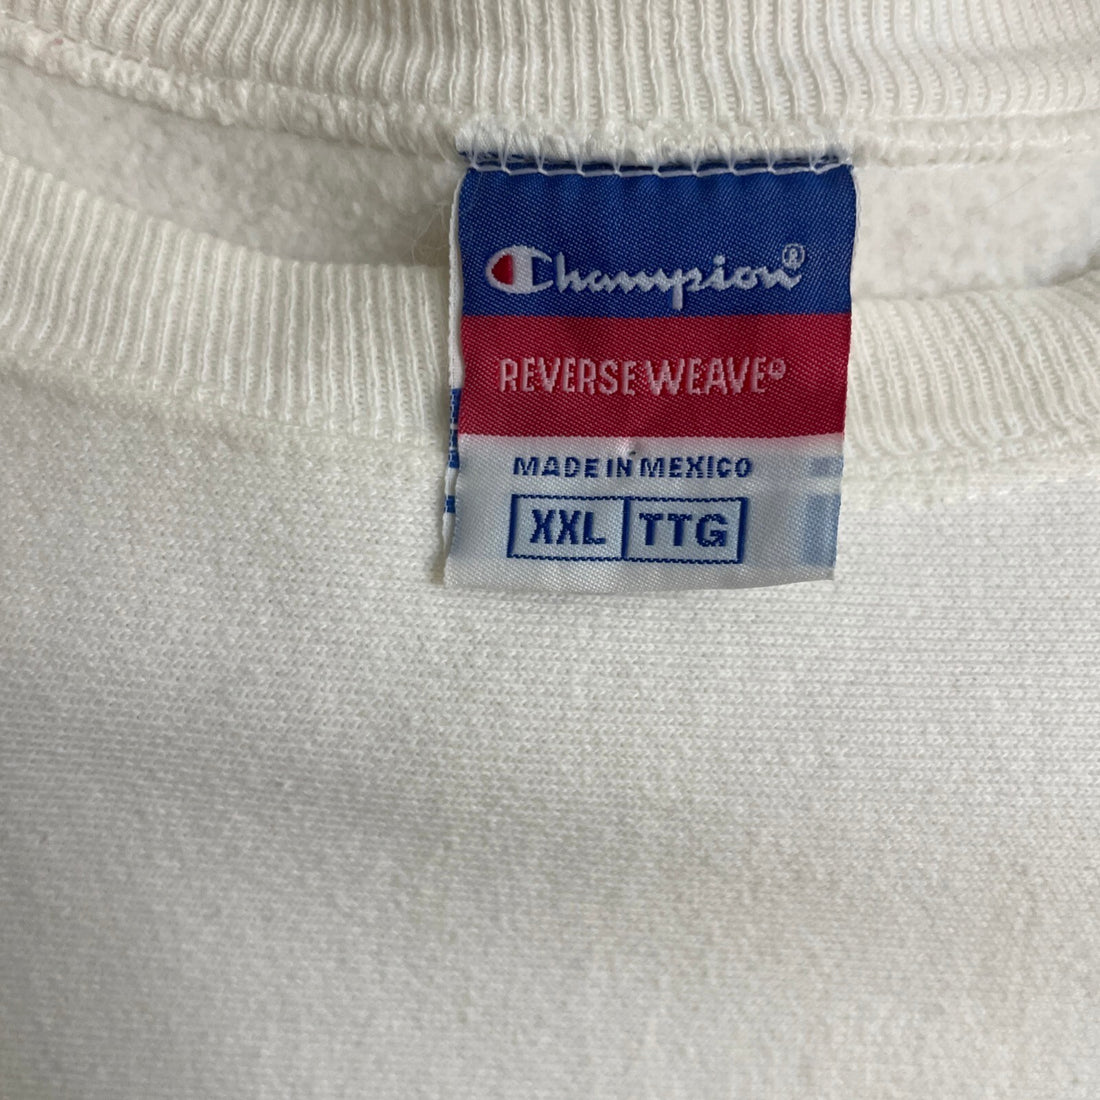 Champion®
REVERSE WEAVE®
MADE IN MEXICO
XXL TTG